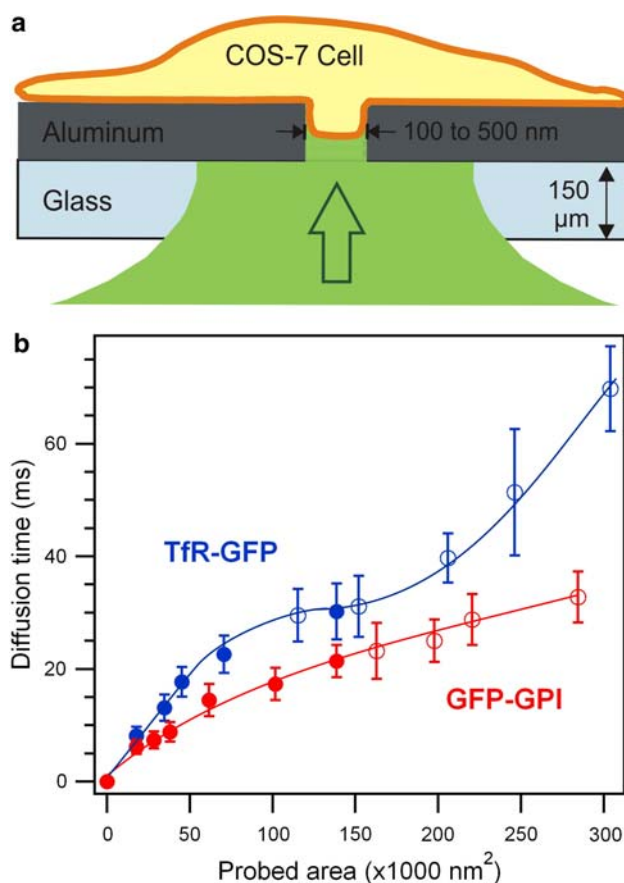 a
COS-7 Cell
Aluminum
100 to 500 nm
Glass
150
µm
b
Diffusion time (ms)
60
40
20
0
TfR-GFP
GFP-GPI
0 50 100 150 200 250 300
Probed area (x1000 nm²)